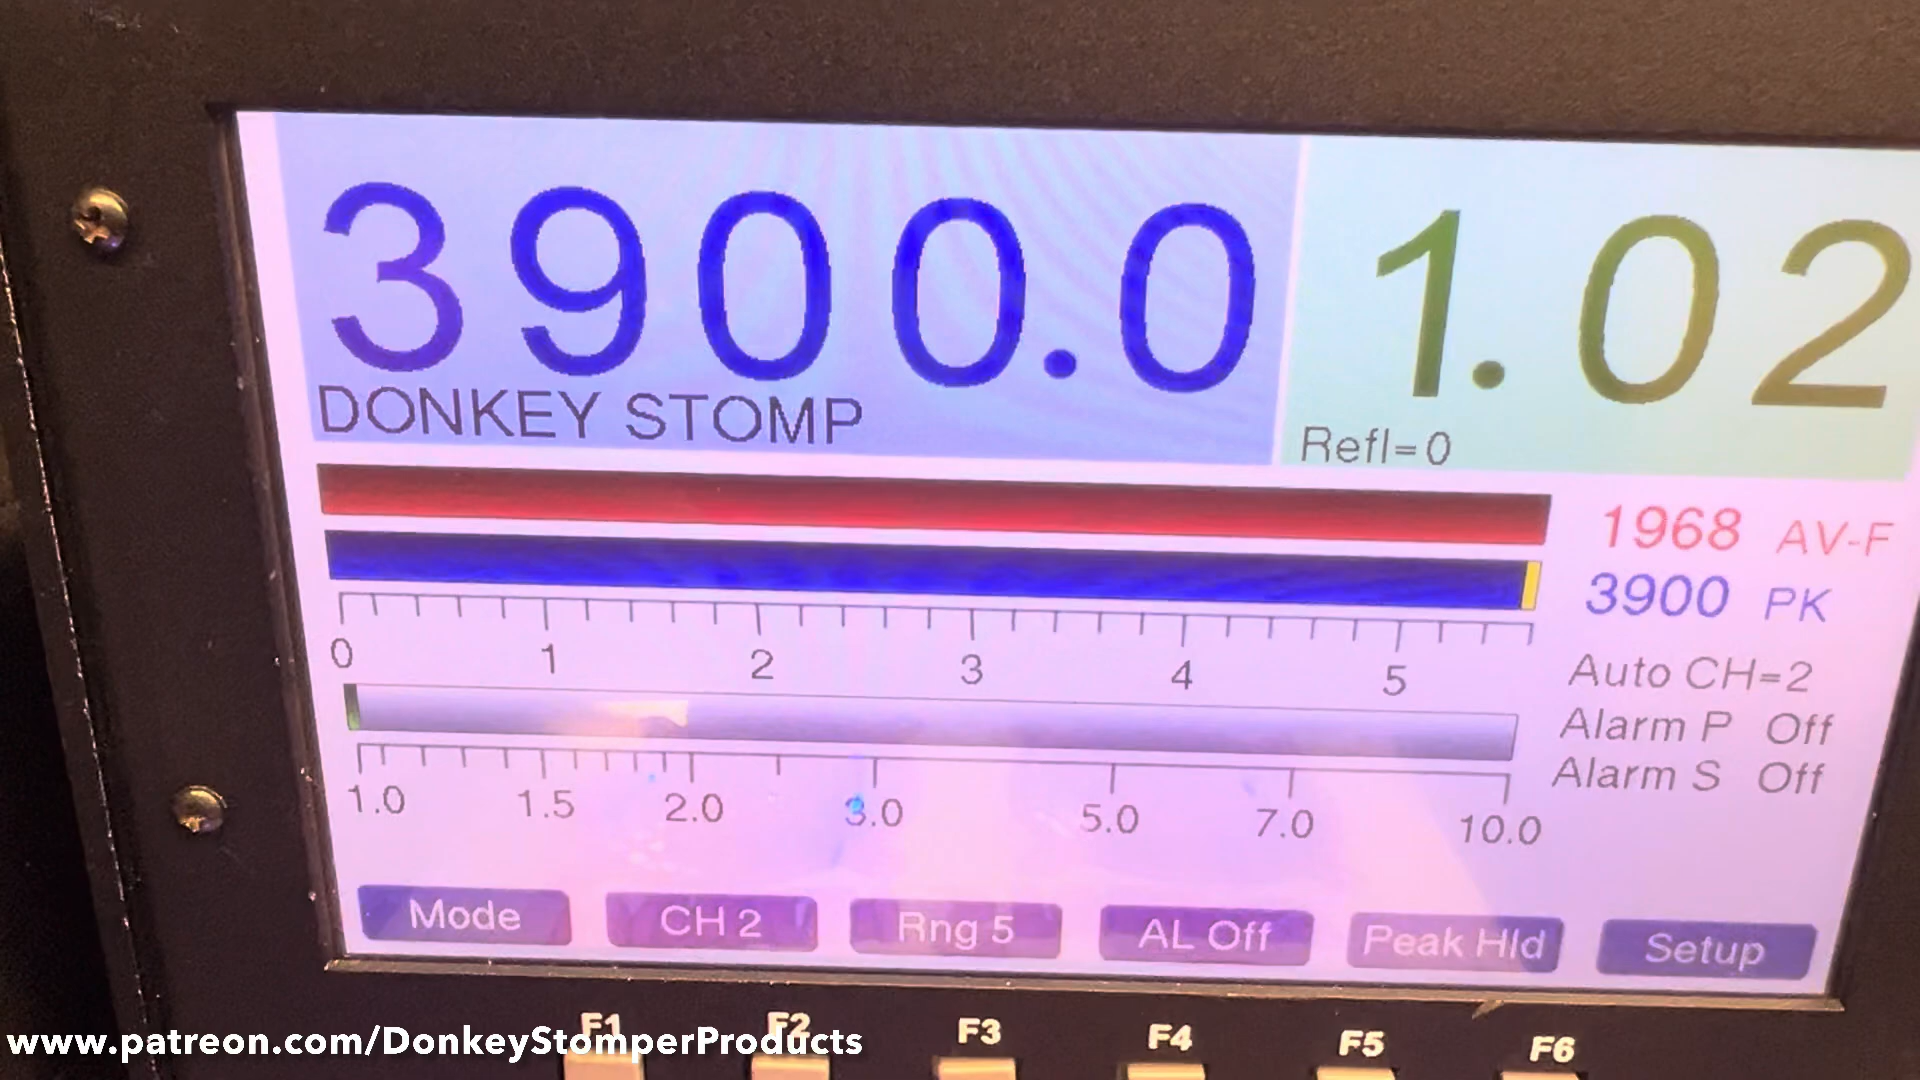 3900.0 1.02
DONKEY STOMP
Refl=0
1968 AV-F
3900 PK
0 1 2 3 4 5
Auto CH=2
Alarm P Off
Alarm S Off
1.0 1.5 2.0 3.0 5.0 7.0 10.0
Mode CH 2 Rng 5 AL Off Peak Hld Setup
F1 F2 F3 F4 F5 F6
www.patreon.com/DonkeyStomperProducts